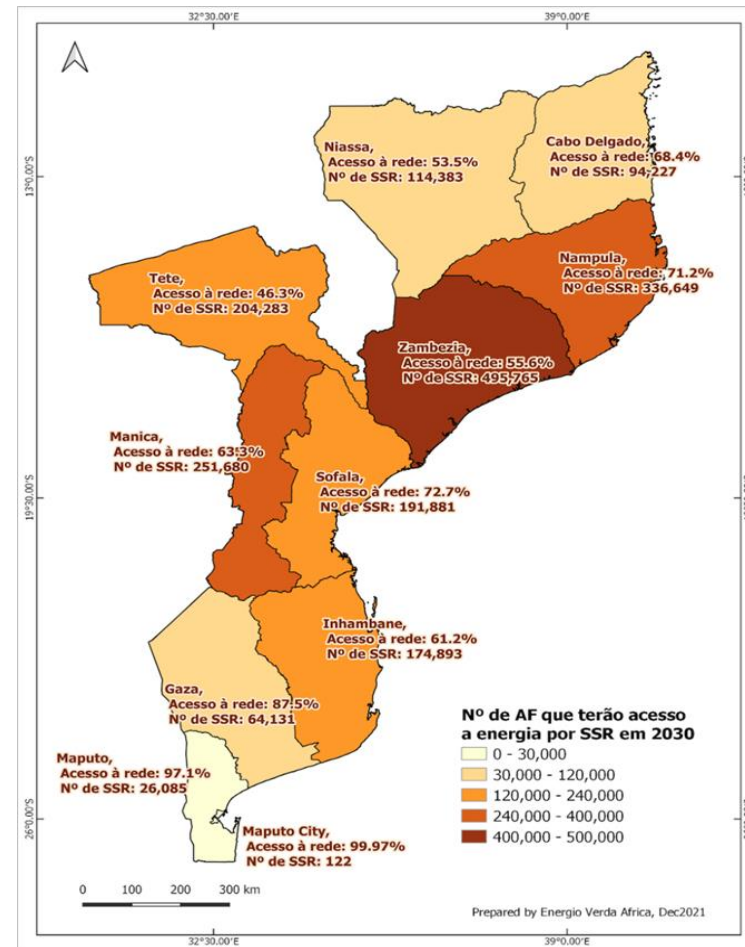 32°30.00'E 39°0.00'E
13°0.00'S
19°30.00'S
26°0.00'S
Niassa,
Acesso à rede: 53.5%
Nº de SSR: 114,383
Cabo Delgado,
Acesso à rede: 68.4%
Nº de SSR: 94,227
Nampula,
Acesso à rede: 71.2%
Nº de SSR: 336,649
Tete,
Acesso à rede: 46.3%
Nº de SSR: 204,283
Zambezia,
Acesso à rede: 55.6%
Nº de SSR: 495,765
Manica,
Acesso à rede: 63.3%
Nº de SSR: 251,680
Sofala,
Acesso à rede: 72.7%
Nº de SSR: 191,881
Inhambane,
Acesso à rede: 61.2%
Nº de SSR: 174,893
Gaza,
Acesso à rede: 87.5%
Nº de SSR: 64,131
Maputo,
Acesso à rede: 97.1%
Nº de SSR: 26,085
Maputo City,
Acesso à rede: 99.97%
Nº de SSR: 122
Nº de AF que terão acesso
a energia por SSR em 2030
0 - 30,000
30,000 - 120,000
120,000 - 240,000
240,000 - 400,000
400,000 - 500,000
0 100 200 300 km
Prepared by Energio Verda Africa, Dec2021
32°30.00'E 39°0.00'E